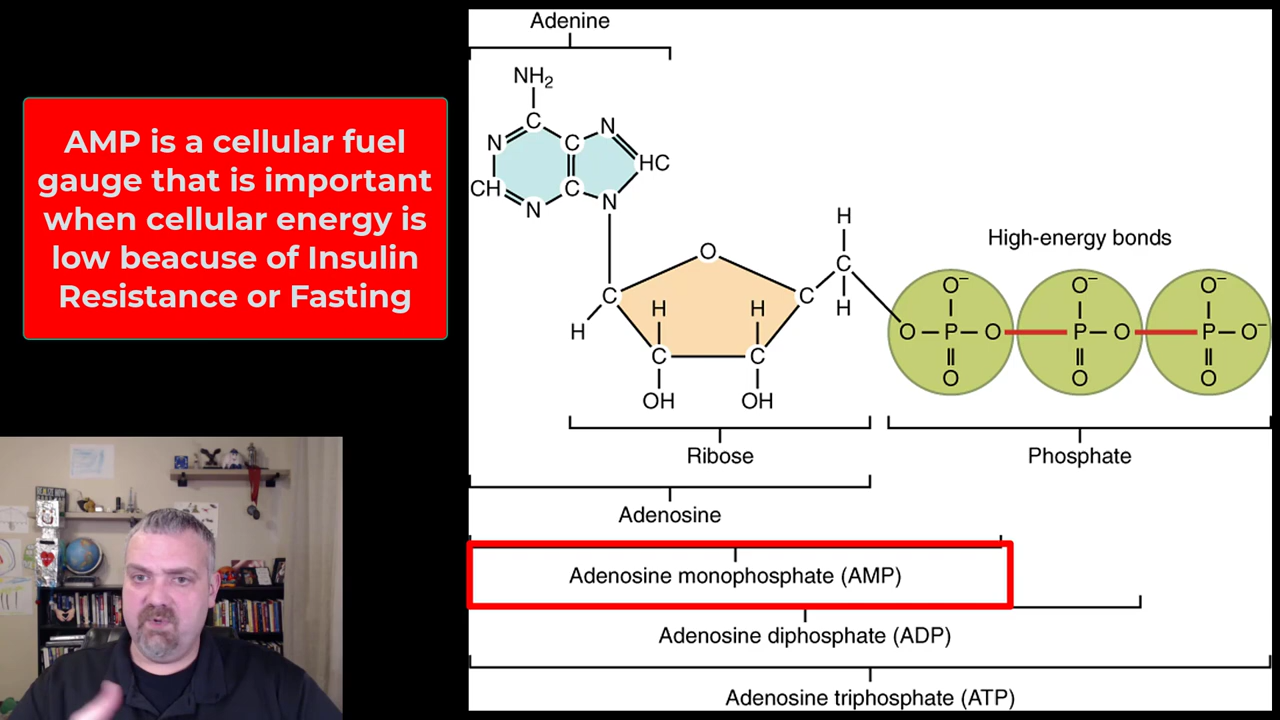 AMP is a cellular fuel
gauge that is important
when cellular energy is
low beacuse of Insulin
Resistance or Fasting
Adenine
NH₂
C
N
C
N
HC
CH
N
C
N
O
H
C
H
C
H
C
H
H
C
H
C
OH
OH
High-energy bonds
O⁻
O⁻
O⁻
O
P
O
P
O
P
O⁻
O
O
O
Ribose
Phosphate
Adenosine
Adenosine monophosphate (AMP)
Adenosine diphosphate (ADP)
Adenosine triphosphate (ATP)